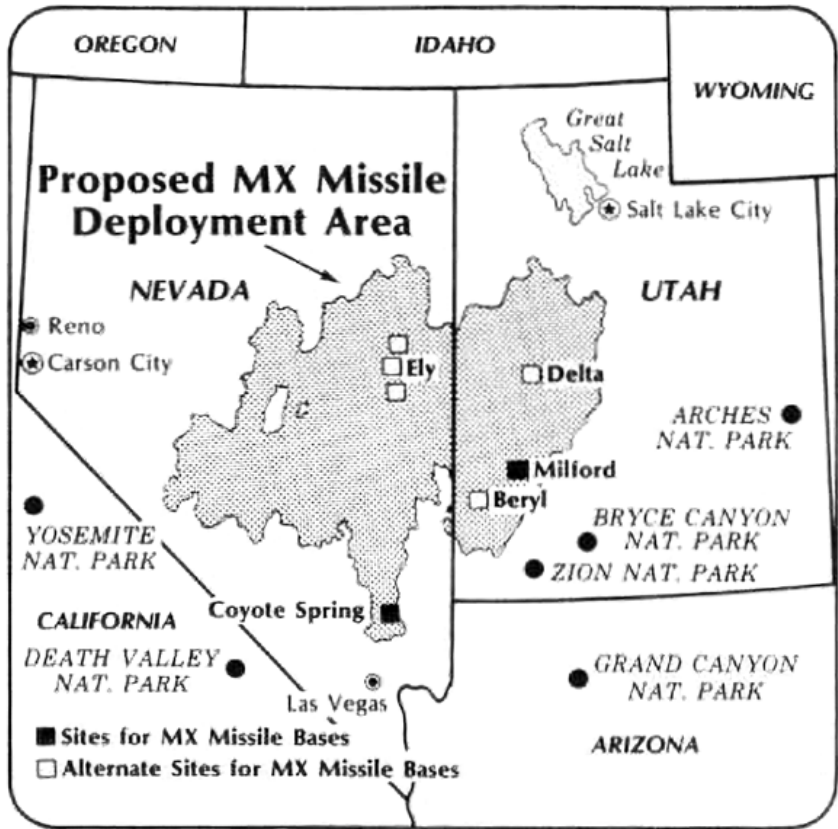 OREGON
IDAHO
WYOMING
Great
Salt
Lake
Salt Lake City
Proposed MX Missile
Deployment Area
NEVADA
UTAH
Reno
Carson City
Ely
Delta
ARCHES
NAT. PARK
Milford
Beryl
YOSEMITE
NAT. PARK
BRYCE CANYON
NAT. PARK
ZION NAT. PARK
Coyote Spring
CALIFORNIA
DEATH VALLEY
NAT. PARK
GRAND CANYON
NAT. PARK
Las Vegas
Sites for MX Missile Bases
ARIZONA
Alternate Sites for MX Missile Bases